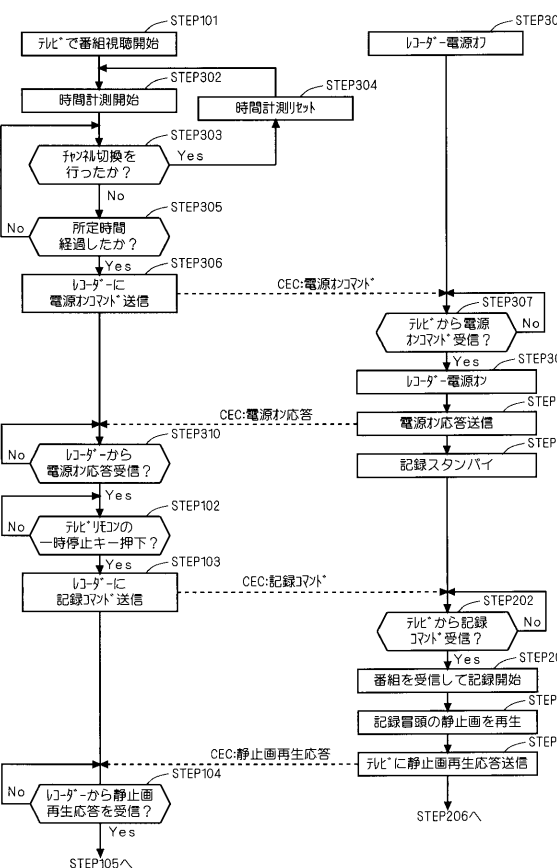 STEP101
テレビで番組視聴開始
STEP302
時間計測開始
STEP304
時間計測リセット
STEP303
チャンネル切換を
行ったか?
Yes
No
STEP305
所定時間
経過したか?
No
Yes
STEP306
レコーダーに
電源オンコマンド送信
CEC:電源オンコマンド
STEP30
レコーダー電源オフ
STEP307
テレビから電源
オンコマンド受信?
No
Yes
STEP30
レコーダー電源オン
STEP
電源オン応答送信
CEC:電源オン応答
STEP
記録スタンバイ
STEP310
レコーダーから
電源オン応答受信?
No
Yes
STEP102
テレビリモコンの
一時停止キー押下?
No
Yes
STEP103
レコーダーに
記録コマンド送信
CEC:記録コマンド
STEP202
テレビから記録
コマンド受信?
No
Yes
STEP20
番組を受信して記録開始
STEP
記録冒頭の静止画を再生
STEP
テレビに静止画再生応答送信
CEC:静止画再生応答
STEP206へ
STEP104
レコーダーから静止画
再生応答を受信?
No
Yes
STEP105へ